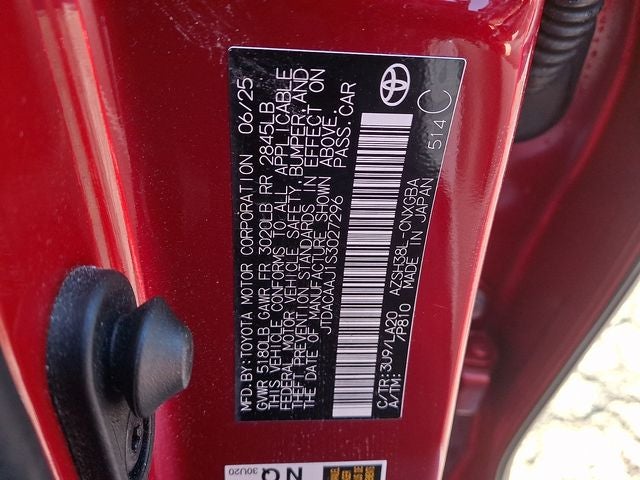 MFD. BY: TOYOTA MOTOR CORPORATION 06/25
GVWR 5180LB GAWR FR 3020LB RR 2845LB
THIS VEHICLE CONFORMS TO ALL APPLICABLE
FEDERAL MOTOR VEHICLE SAFETY, BUMPER, AND
THEFT PREVENTION STANDARDS IN EFFECT ON
THE DATE OF MANUFACTURE SHOWN ABOVE.
JTDACAAJ1S3027296 PASS. CAR
C/TR: 3U9/LA20 AZSH38L-CNXGBA
A/TM: /P810 MADE IN JAPAN
514 C
30U20